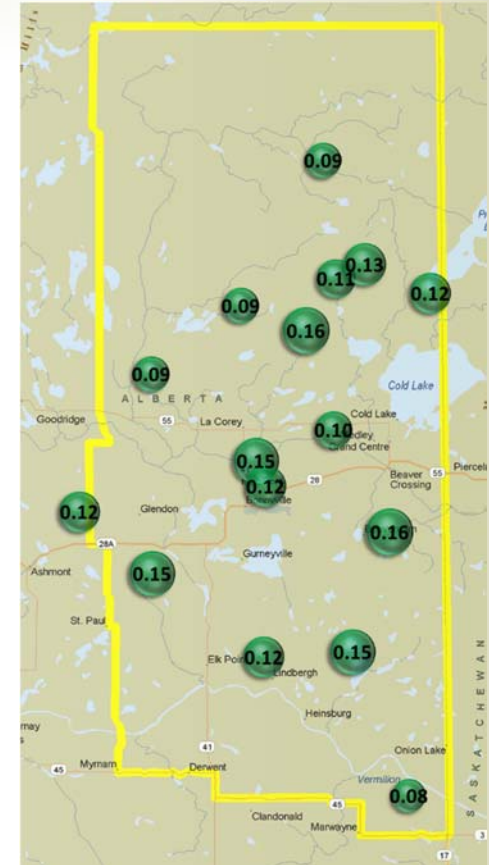 Hills
0.09
0.13
0.11
0.12
0.09
0.16
0.09
Cold Lake
ALBERTA
Goodridge
55
La Corey
Cold Lake
0.10
Grand Centre
0.15
Beaver
Crossing
55
28
0.12
0.12
Glendon
0.16
28A
Gurneyville
Ashmont
0.15
St. Paul
0.15
Elk Poi
0.12
Lindbergh
Heinsburg
SASKATCHEWAN
41
Onion Lake
45
Myrnam
Derwent
Vermilion
0.08
45
Clandonald
Marwayne
3
17